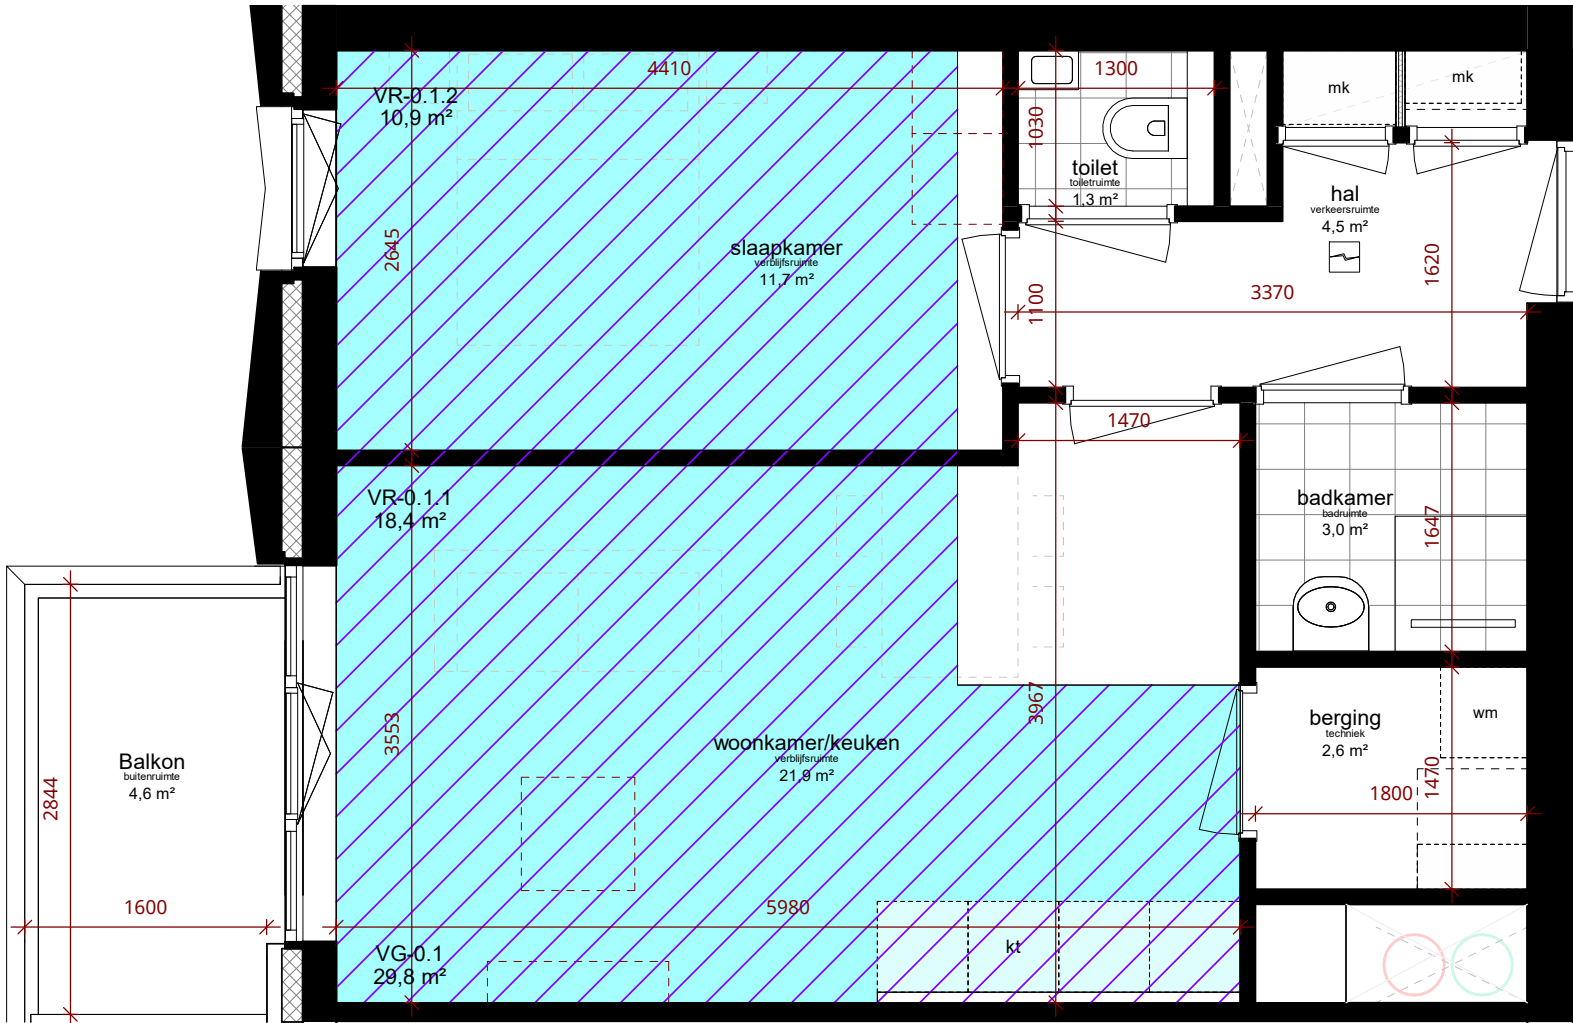 VR-0.1.2
10,9 m²
4410
1300
mk
mk
1030
toilet
toiletruimte
1,3 m²
hal
verkeersruimte
4,5 m²
2645
slaapkamer
verblijfsruimte
11,7 m²
1100
3370
1620
1470
VR-0.1.1
18,4 m²
badkamer
badruimte
3,0 m²
1647
3967
3553
woonkamer/keuken
verblijfsruimte
21,9 m²
berging
techniek
2,6 m²
wm
1800
1470
Balkon
buitenruimte
4,6 m²
2844
1600
5980
VG-0.1
29,8 m²
kt